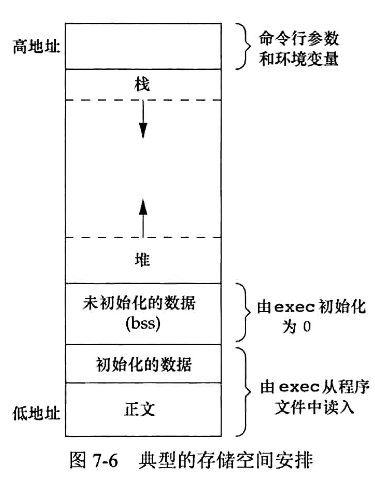 高地址
命令行参数
和环境变量
栈
堆
未初始化的数据
(bss)
由exec初始化
为 0
初始化的数据
由exec从程序
文件中读入
正文
低地址
图 7-6 典型的存储空间安排